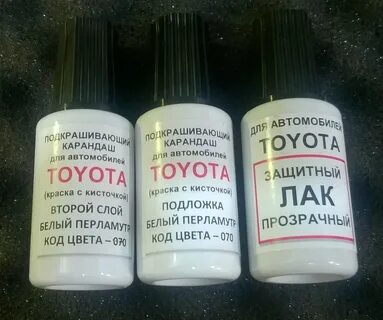 ПОДКРАШИВАЮЩИЙ
КАРАНДАШ
для автомобилей
TOYOTA
(краска с кисточкой)
ВТОРОЙ СЛОЙ
БЕЛЫЙ ПЕРЛАМУТР
КОД ЦВЕТА – 070
ПОДКРАШИВАЮЩИЙ
КАРАНДАШ
для автомобилей
TOYOTA
(краска с кисточкой)
ПОДЛОЖКА
БЕЛЫЙ ПЕРЛАМУТР
КОД ЦВЕТА – 070
ДЛЯ АВТОМОБИЛЕЙ
TOYOTA
ЗАЩИТНЫЙ
ЛАК
ПРОЗРАЧНЫЙ